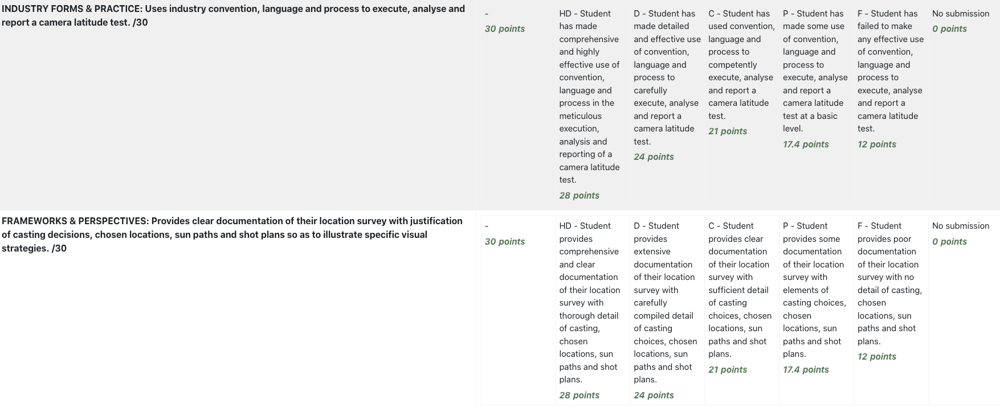 INDUSTRY FORMS & PRACTICE: Uses industry convention, language and process to execute, analyse and
report a camera latitude test. /30
-
30 points
HD - Student
has made
comprehensive
and highly
effective use of
convention,
language and
process in the
meticulous
execution,
analysis and
reporting of a
camera latitude
test.
28 points
D - Student has
made detailed
and effective use
of convention,
language and
process to
carefully
execute, analyse
and report a
camera latitude
test.
24 points
C - Student has
used convention,
language and
process to
competently
execute, analyse
and report a
camera latitude
test.
21 points
P - Student has
made some use
of convention,
language and
process to
execute, analyse
and report a
camera latitude
test at a basic
level.
17.4 points
F - Student has
failed to make
any effective use
of convention,
language and
process to
execute, analyse
and report a
camera latitude
test.
12 points
No submission
0 points
FRAMEWORKS & PERSPECTIVES: Provides clear documentation of their location survey with justification
of casting decisions, chosen locations, sun paths and shot plans so as to illustrate specific visual
strategies. /30
-
30 points
HD - Student
provides
comprehensive
and clear
documentation
of their location
survey with
thorough detail
of casting,
chosen
locations, sun
paths and shot
plans.
28 points
D - Student
provides
extensive
documentation
of their location
survey with
carefully
compiled detail
of casting
choices, chosen
locations, sun
paths and shot
plans.
24 points
C - Student
provides clear
documentation
of their location
survey with
sufficient detail
of casting
choices, chosen
locations, sun
paths and shot
plans.
21 points
P - Student
provides some
documentation
of their location
survey with
elements of
casting choices,
chosen
locations, sun
paths and shot
plans.
17.4 points
F - Student
provides poor
documentation
of their location
survey with no
detail of casting,
chosen
locations, sun
paths and shot
plans.
12 points
No submission
0 points